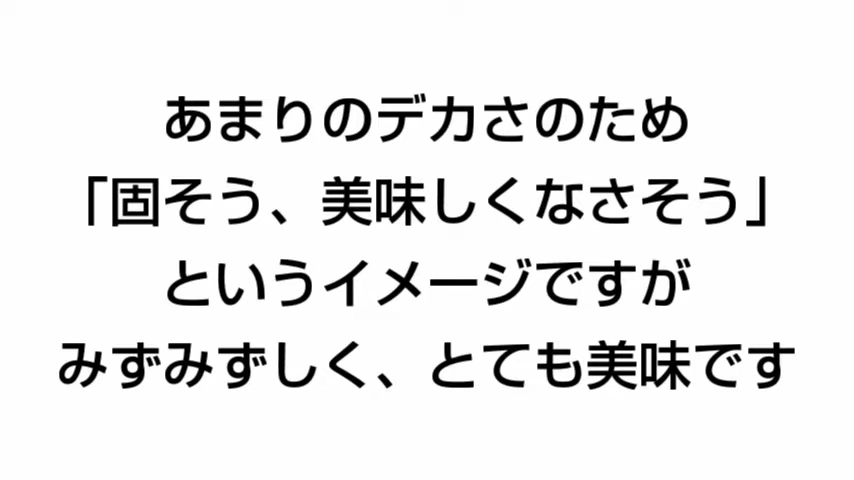 あまりのデカさのため
「固そう、美味しくなさそう」
というイメージですが
みずみずしく、とても美味です